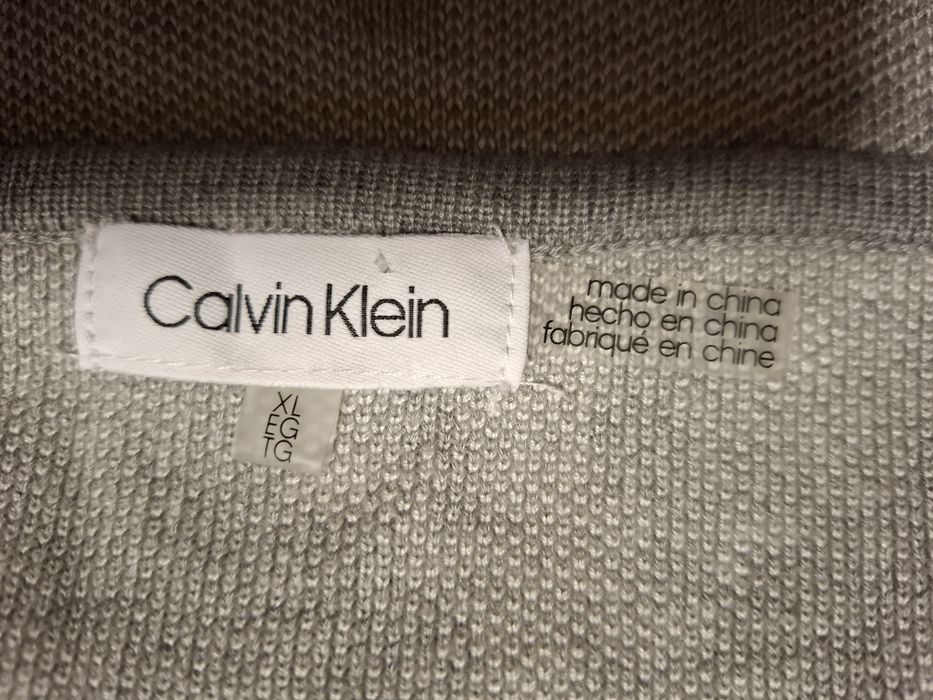 Calvin Klein
made in china
hecho en china
fabriqué en chine
XL
EG
TG